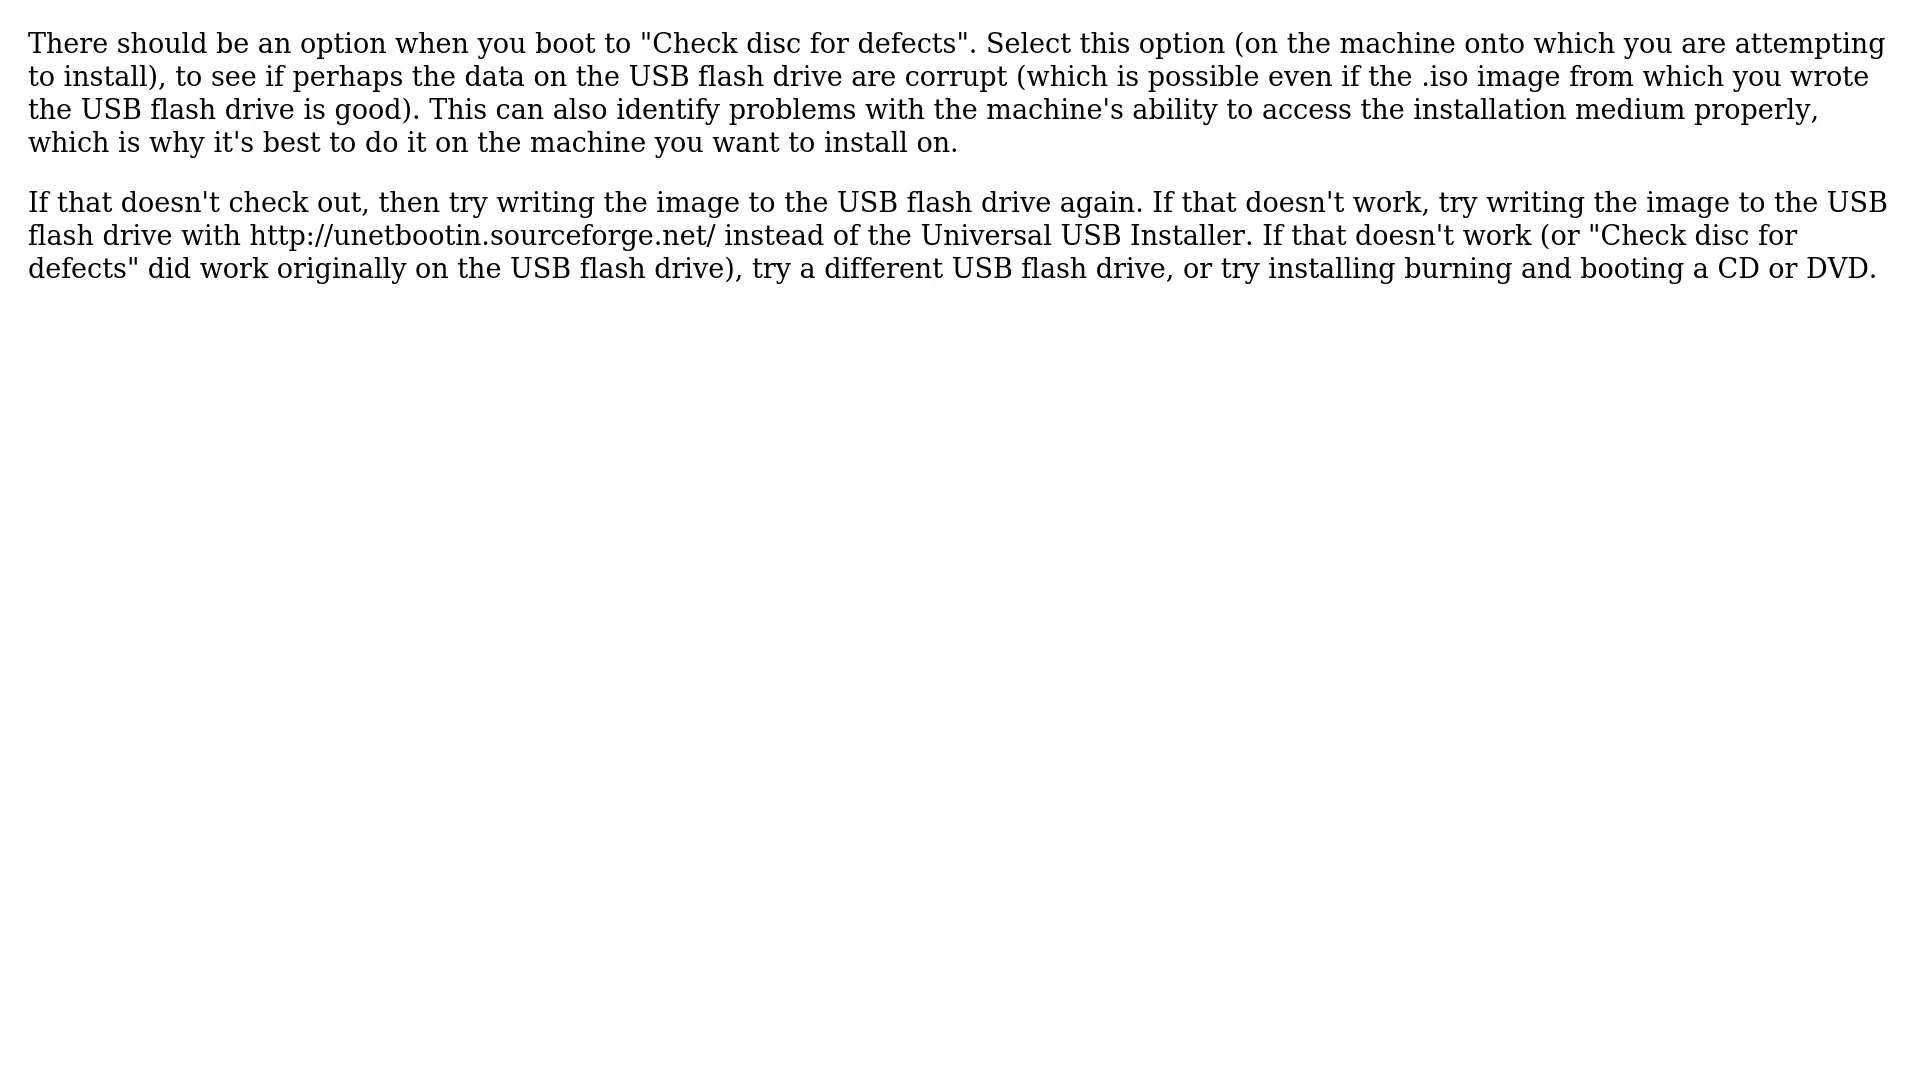 There should be an option when you boot to "Check disc for defects". Select this option (on the machine onto which you are attempting
to install), to see if perhaps the data on the USB flash drive are corrupt (which is possible even if the .iso image from which you wrote
the USB flash drive is good). This can also identify problems with the machine's ability to access the installation medium properly,
which is why it's best to do it on the machine you want to install on.
If that doesn't check out, then try writing the image to the USB flash drive again. If that doesn't work, try writing the image to the USB
flash drive with http://unetbootin.sourceforge.net/ instead of the Universal USB Installer. If that doesn't work (or "Check disc for
defects" did work originally on the USB flash drive), try a different USB flash drive, or try installing burning and booting a CD or DVD.